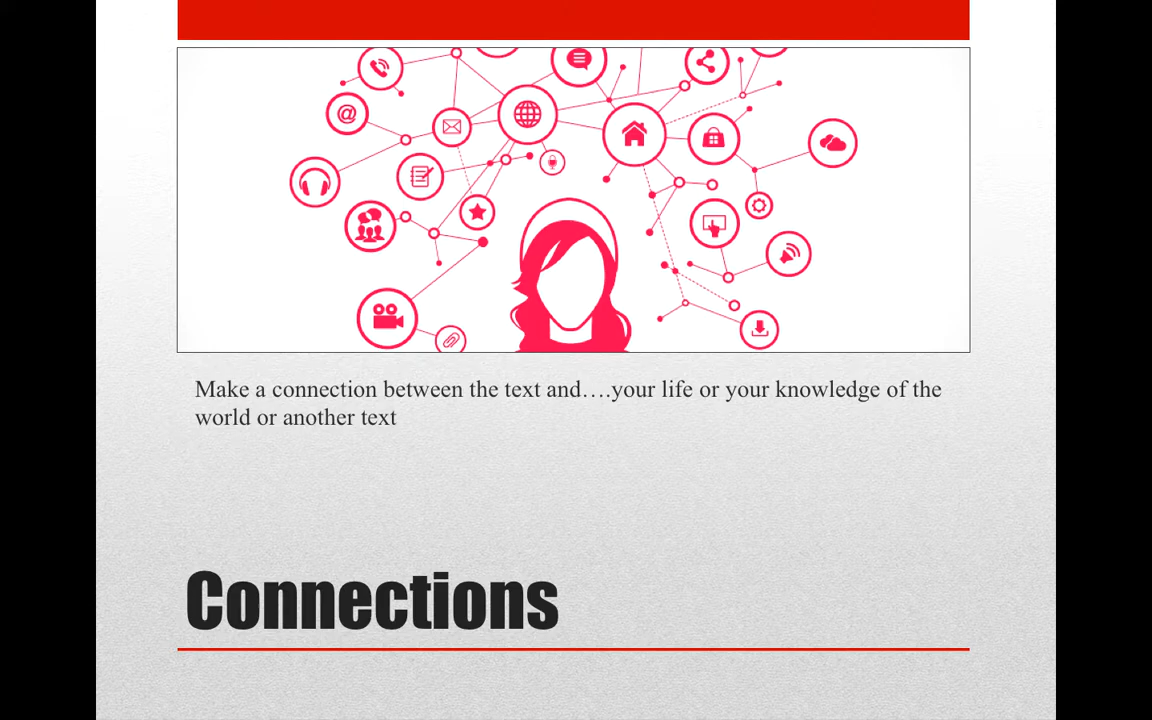 @
Make a connection between the text and….your life or your knowledge of the
world or another text
Connections